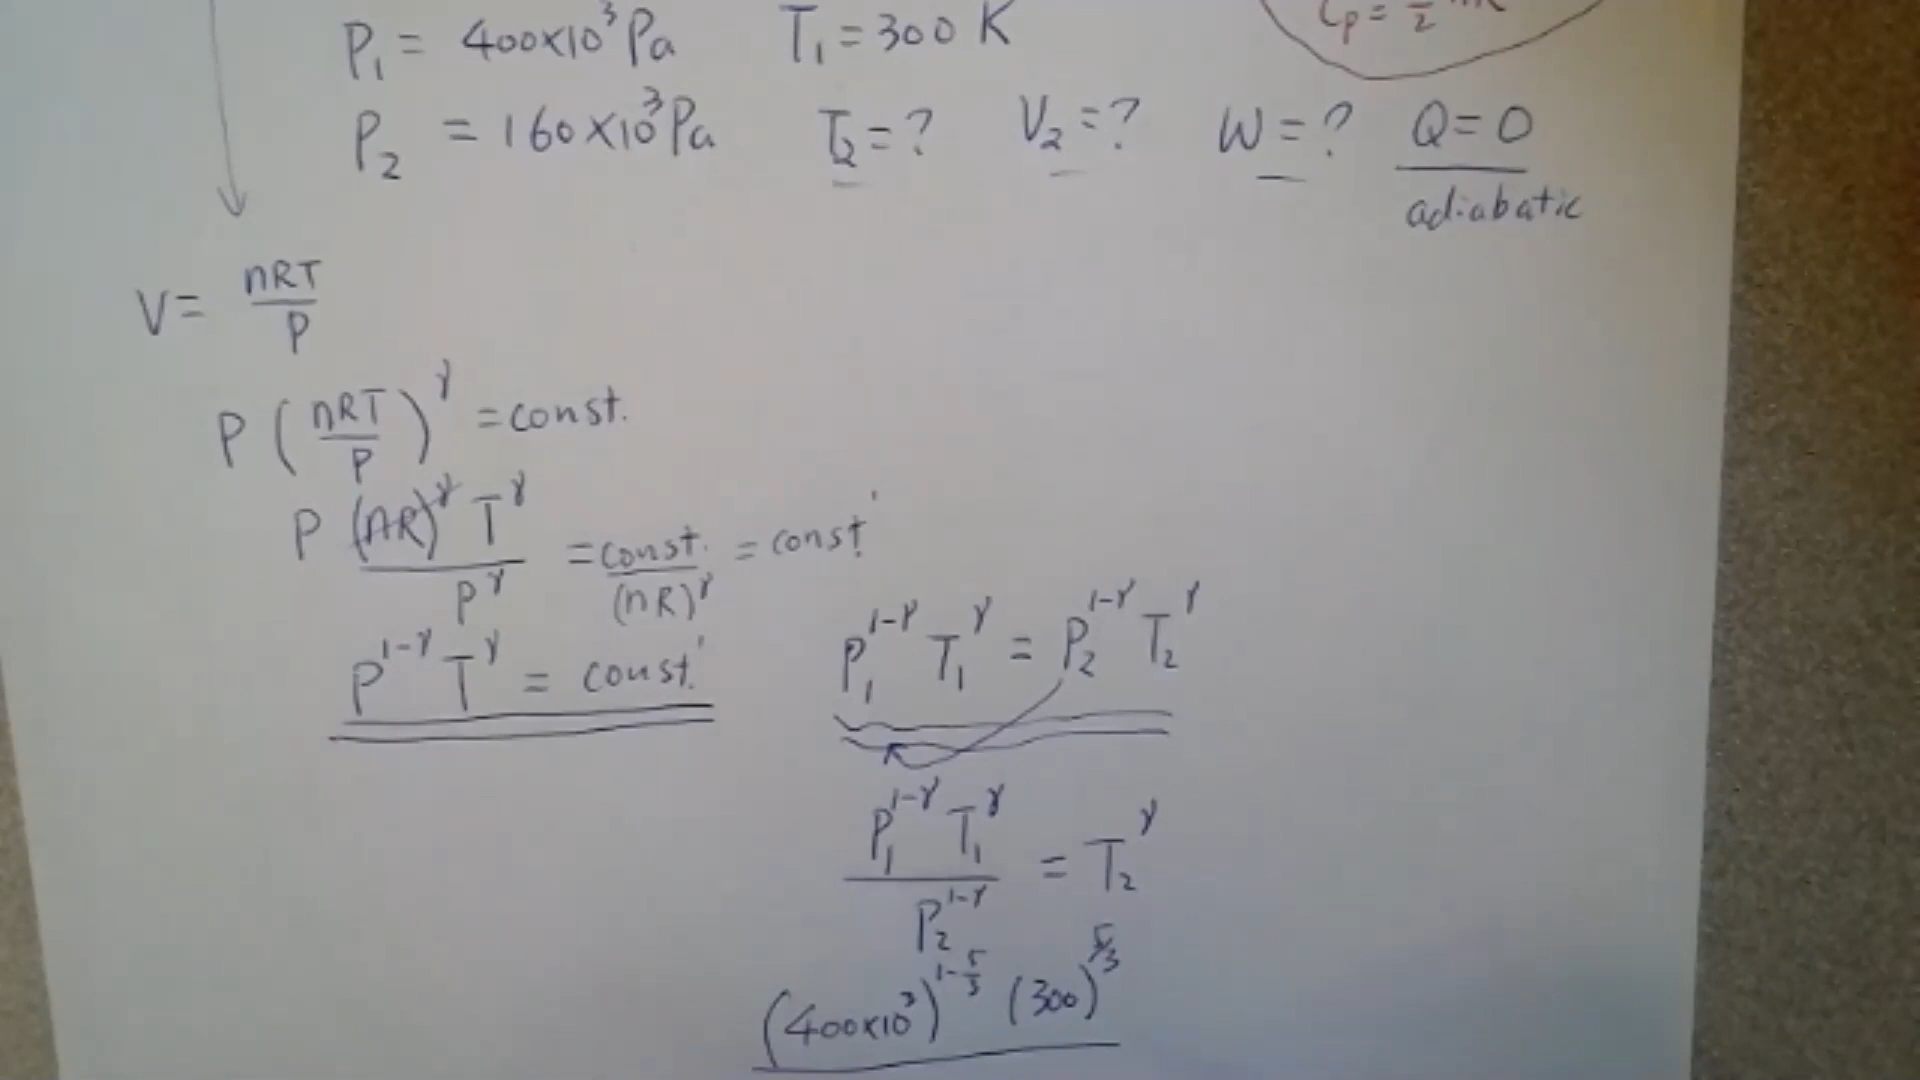 P₁ = 400×10³ Pa T₁ = 300 K
P₂ = 160×10³ Pa T₂ = ? V₂ = ? W = ? Q = 0
adiabatic
V = nRT/P
P (nRT/P)^γ = const.
P (nR)^γ T^γ / P^γ = const./(nR)^γ = const.'
P^(1-γ) T^γ = const.'
P₁^(1-γ) T₁^γ = P₂^(1-γ) T₂^γ
P₁^(1-γ) T₁^γ / P₂^(1-γ) = T₂^γ
(400×10³)^(1-5/3) (300)^(5/3)